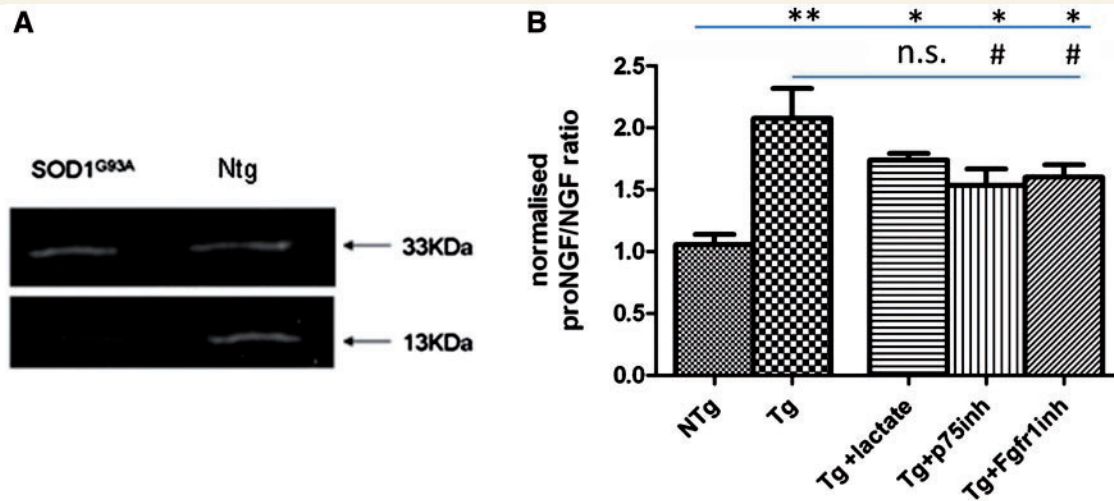 A
SOD1G93A Ntg
33KDa
13KDa
B
** * * *
n.s. # #
normalised
proNGF/NGF ratio
2.5
2.0
1.5
1.0
0.5
0.0
NTg
Tg
Tg +lactate
Tg+p75inh
Tg+Fgfr1inh